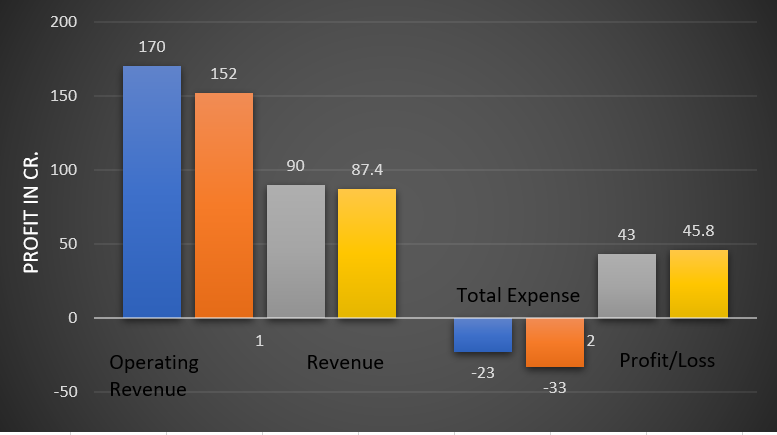 200
150
100
50
0
-50
PROFIT IN CR.
170
152
90
87.4
-23
-33
43
45.8
1
2
Operating
Revenue
Revenue
Total Expense
Profit/Loss